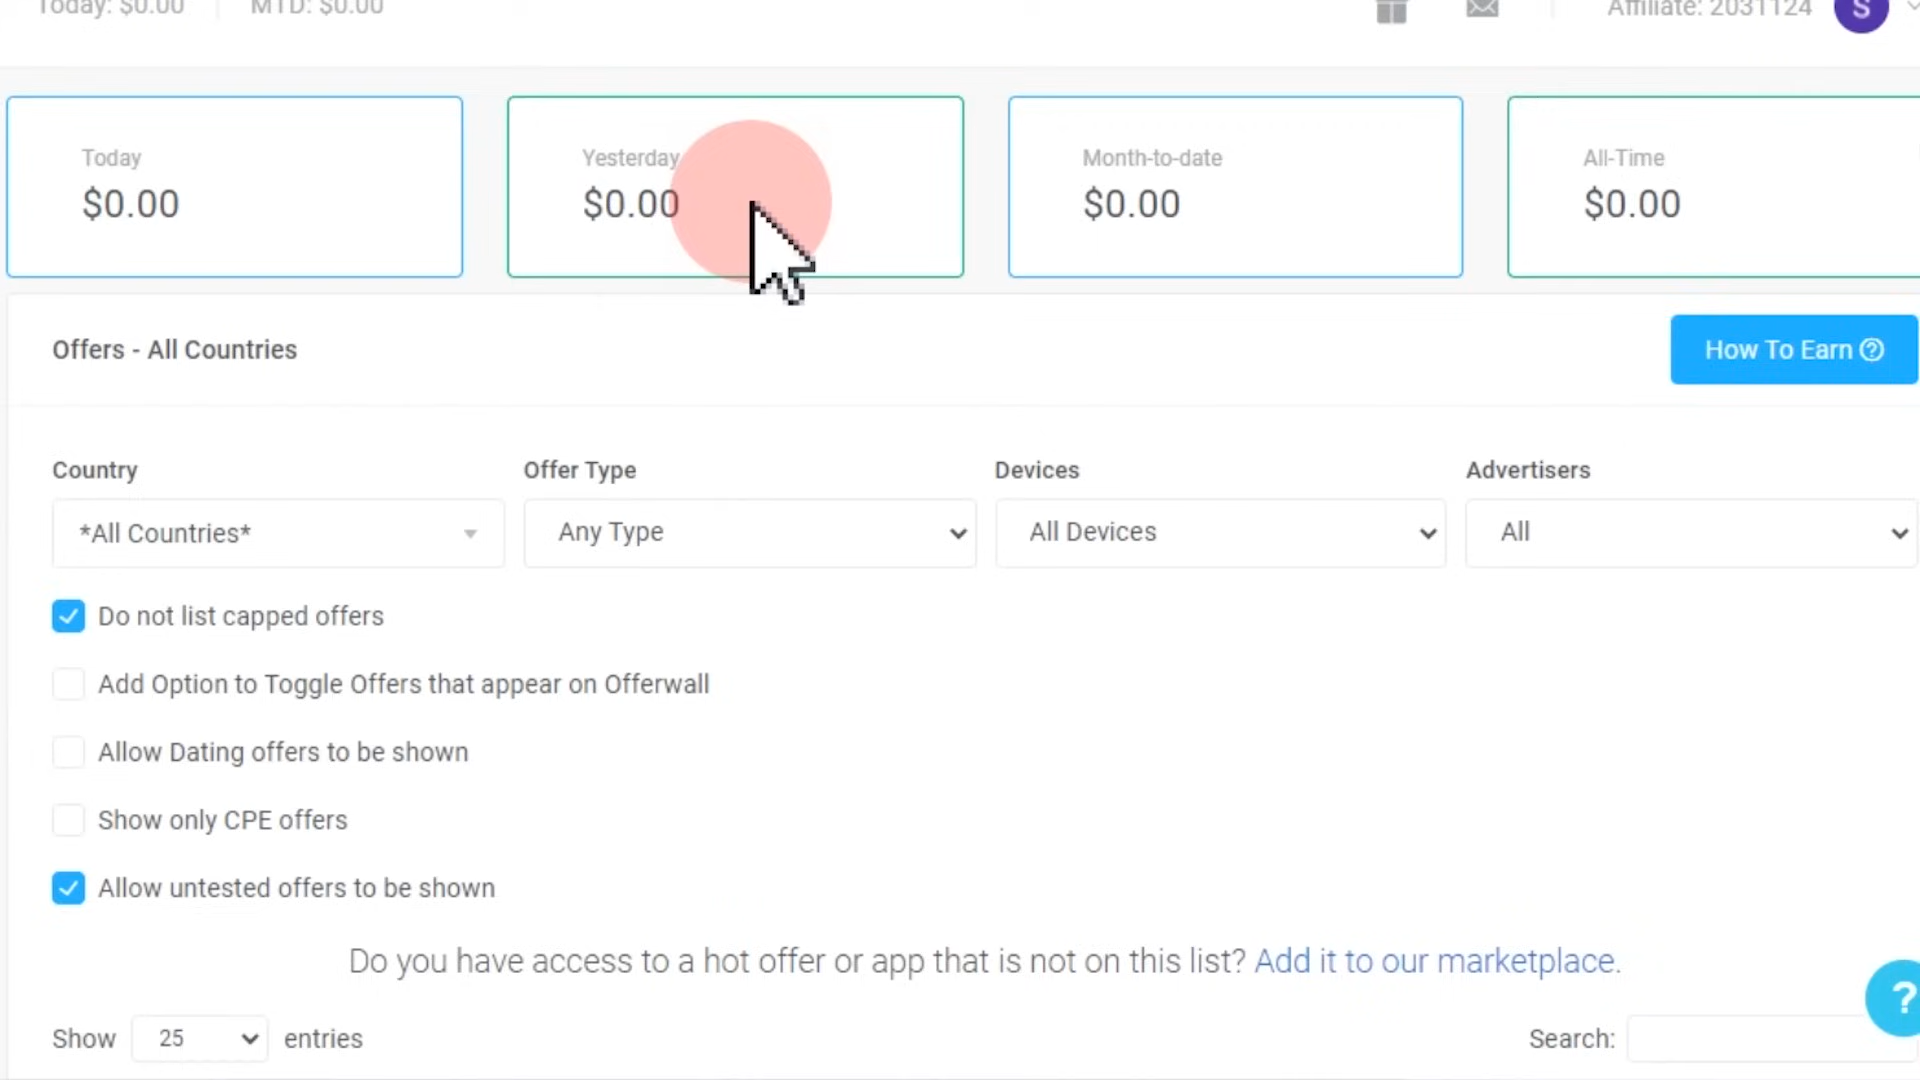 Today: $0.00 MTD: $0.00 Affiliate: 2031124 S
Today Yesterday Month-to-date All-Time
$0.00 $0.00 $0.00 $0.00
Offers - All Countries How To Earn ?
Country Offer Type Devices Advertisers
*All Countries* Any Type All Devices All
Do not list capped offers
Add Option to Toggle Offers that appear on Offerwall
Allow Dating offers to be shown
Show only CPE offers
Allow untested offers to be shown
Do you have access to a hot offer or app that is not on this list? Add it to our marketplace.
?
Show 25 entries Search: